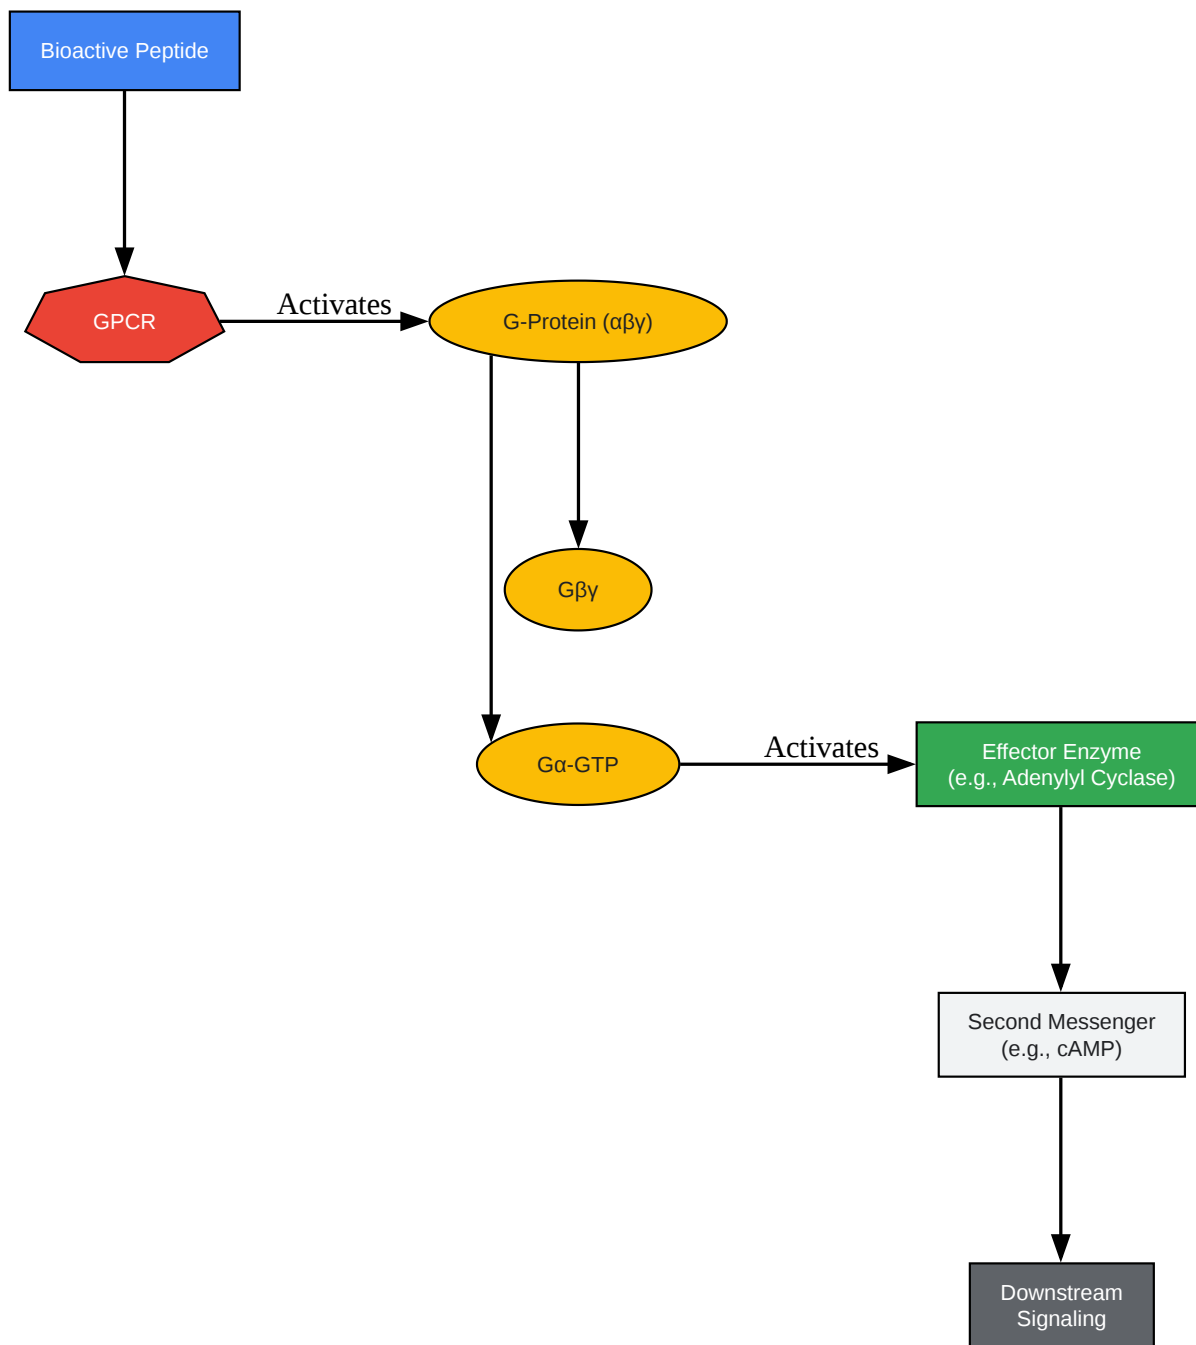 Bioactive Peptide
GPCR
Activates
G-Protein (αβγ)
Gβγ
Gα-GTP
Activates
Effector Enzyme
(e.g., Adenylyl Cyclase)
Second Messenger
(e.g., cAMP)
Downstream
Signaling